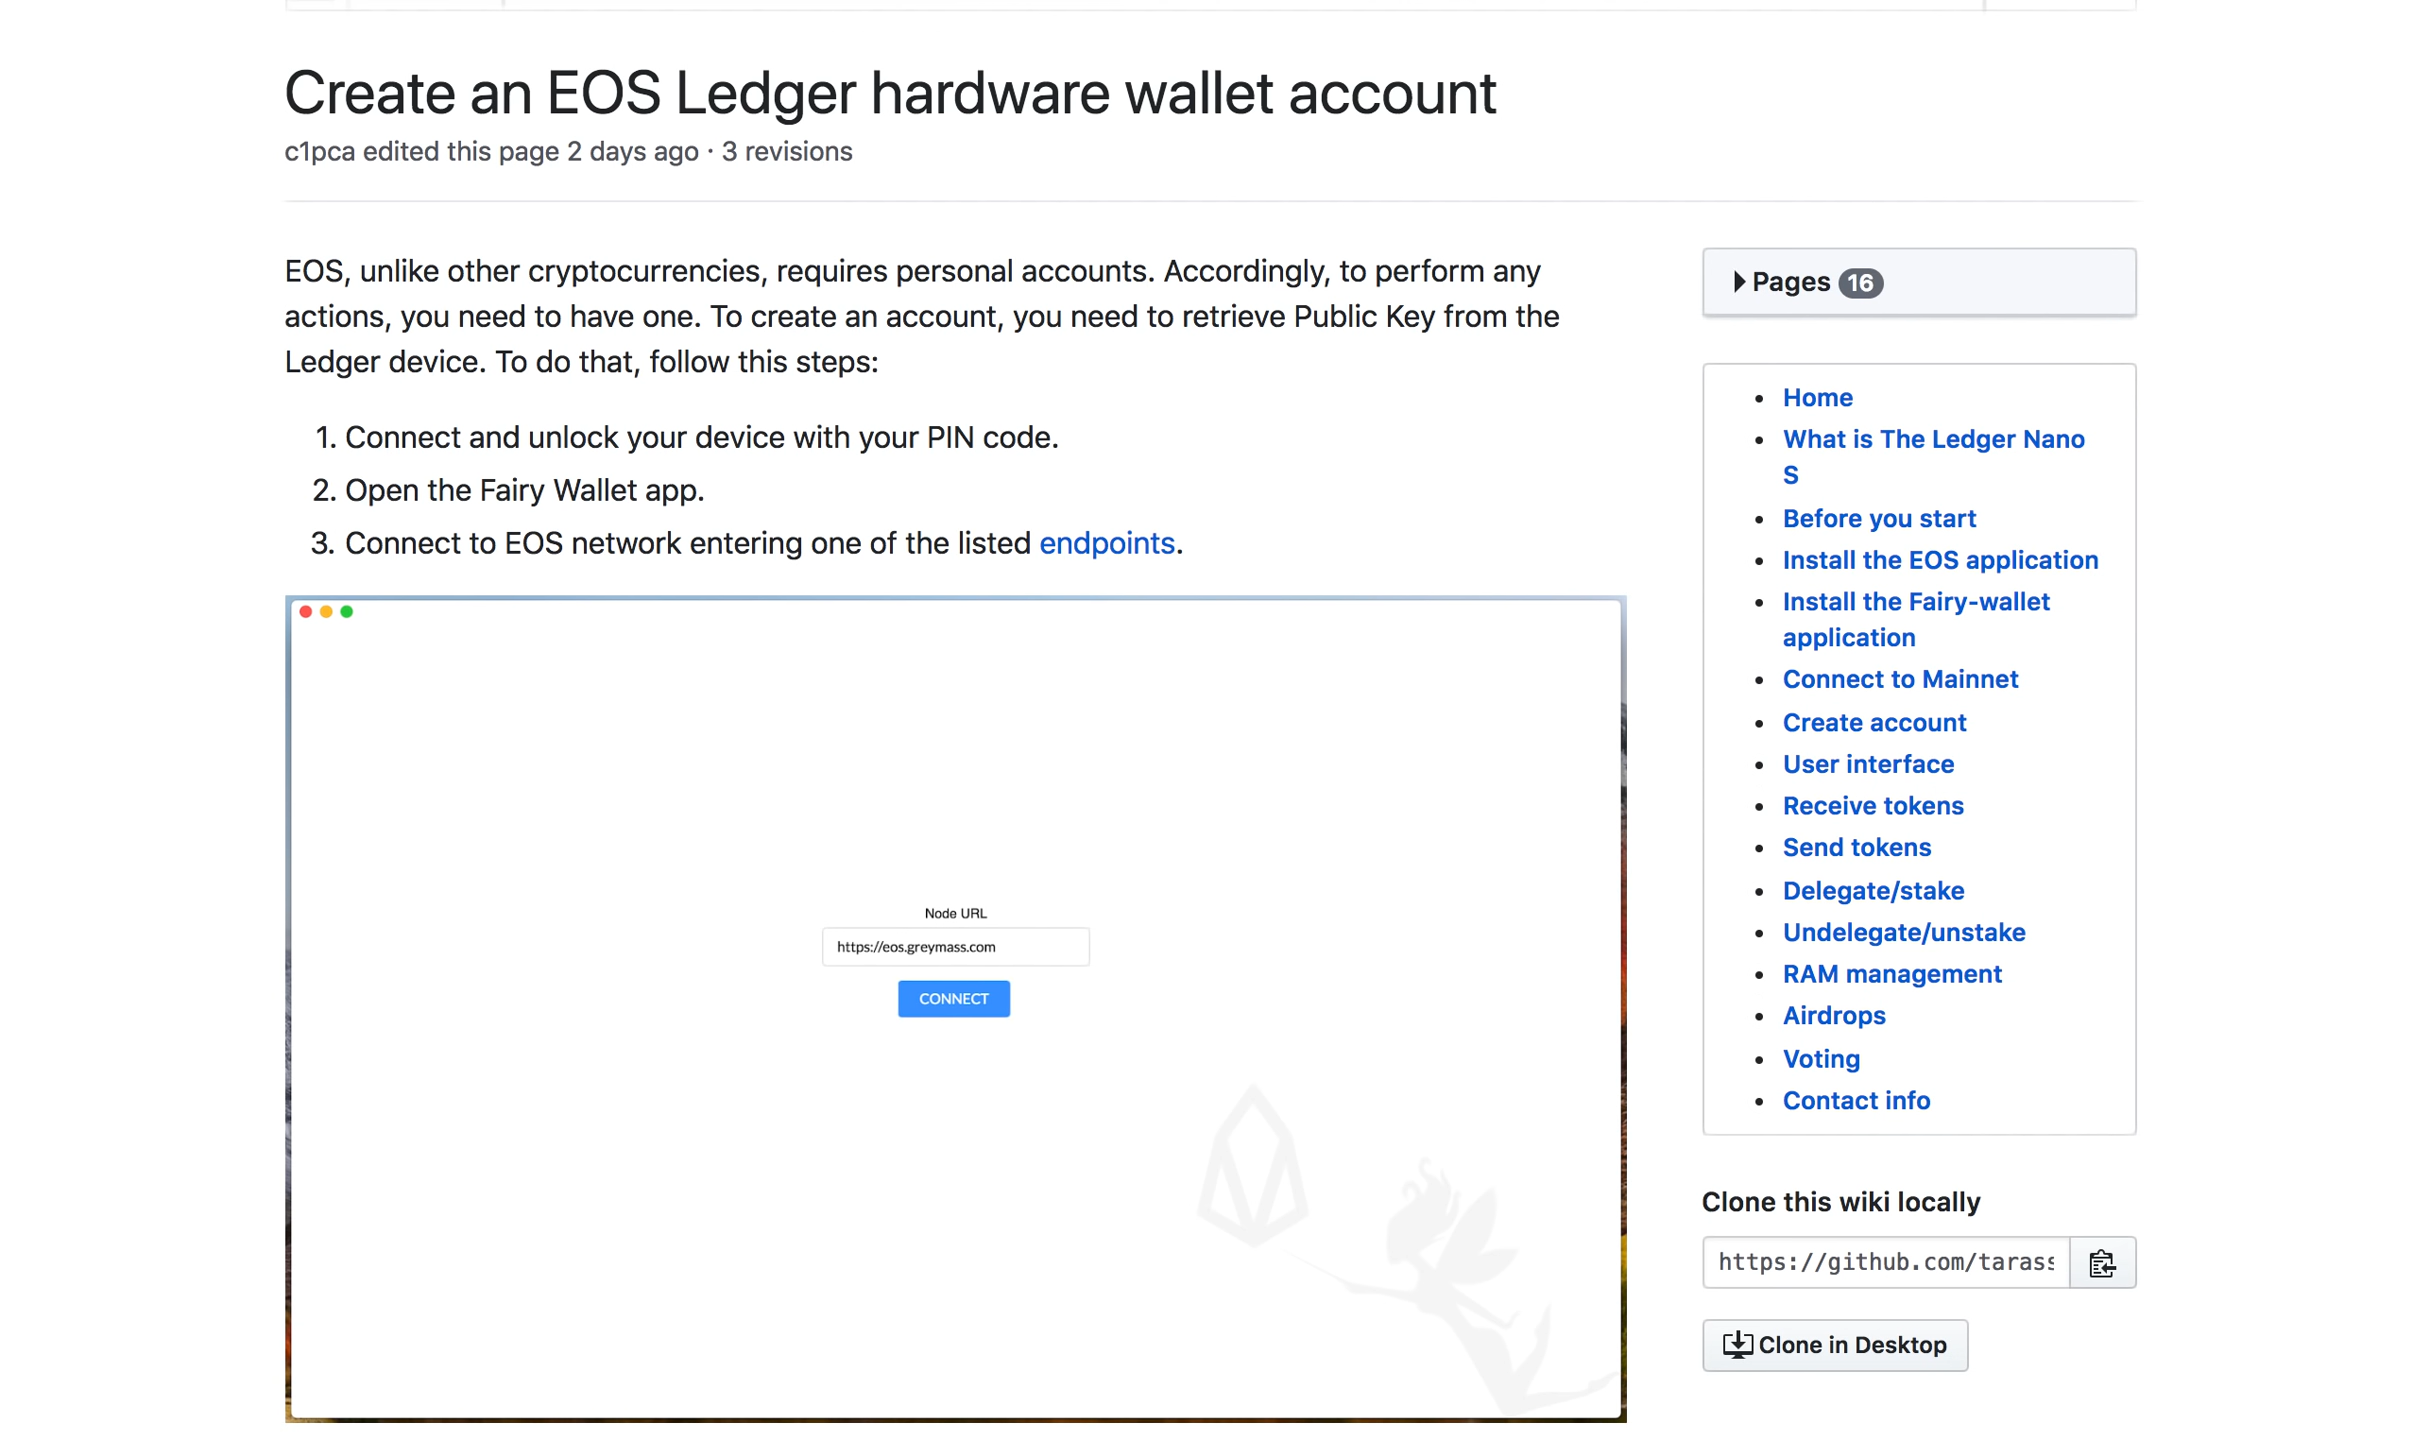 Create an EOS Ledger hardware wallet account
c1pca edited this page 2 days ago · 3 revisions
EOS, unlike other cryptocurrencies, requires personal accounts. Accordingly, to perform any
actions, you need to have one. To create an account, you need to retrieve Public Key from the
Ledger device. To do that, follow this steps:
1. Connect and unlock your device with your PIN code.
2. Open the Fairy Wallet app.
3. Connect to EOS network entering one of the listed endpoints.
Node URL
https://eos.greymass.com
CONNECT
Pages 16
Home
What is The Ledger Nano
S
Before you start
Install the EOS application
Install the Fairy-wallet
application
Connect to Mainnet
Create account
User interface
Receive tokens
Send tokens
Delegate/stake
Undelegate/unstake
RAM management
Airdrops
Voting
Contact info
Clone this wiki locally
https://github.com/tarass
Clone in Desktop